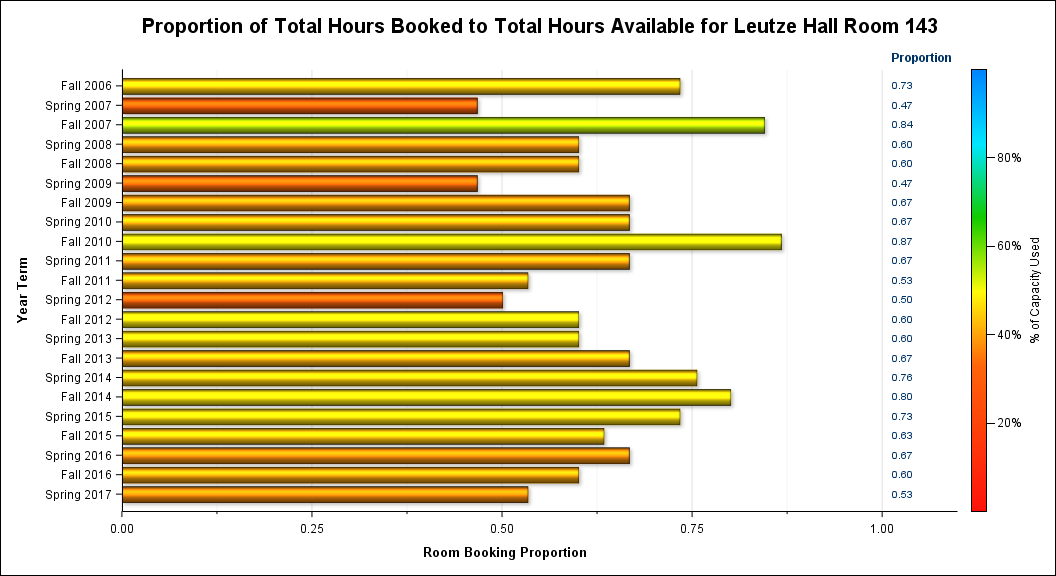 Proportion of Total Hours Booked to Total Hours Available for Leutze Hall Room 143
Proportion
Fall 2006 0.73
Spring 2007 0.47
Fall 2007 0.84
Spring 2008 0.60
Fall 2008 0.60
Spring 2009 0.47
Fall 2009 0.67
Spring 2010 0.67
Fall 2010 0.87
Spring 2011 0.67
Fall 2011 0.53
Spring 2012 0.50
Fall 2012 0.60
Spring 2013 0.60
Fall 2013 0.67
Spring 2014 0.76
Fall 2014 0.80
Spring 2015 0.73
Fall 2015 0.63
Spring 2016 0.67
Fall 2016 0.60
Spring 2017 0.53
Year Term
0.00 0.25 0.50 0.75 1.00
Room Booking Proportion
80%
60%
40%
20%
% of Capacity Used